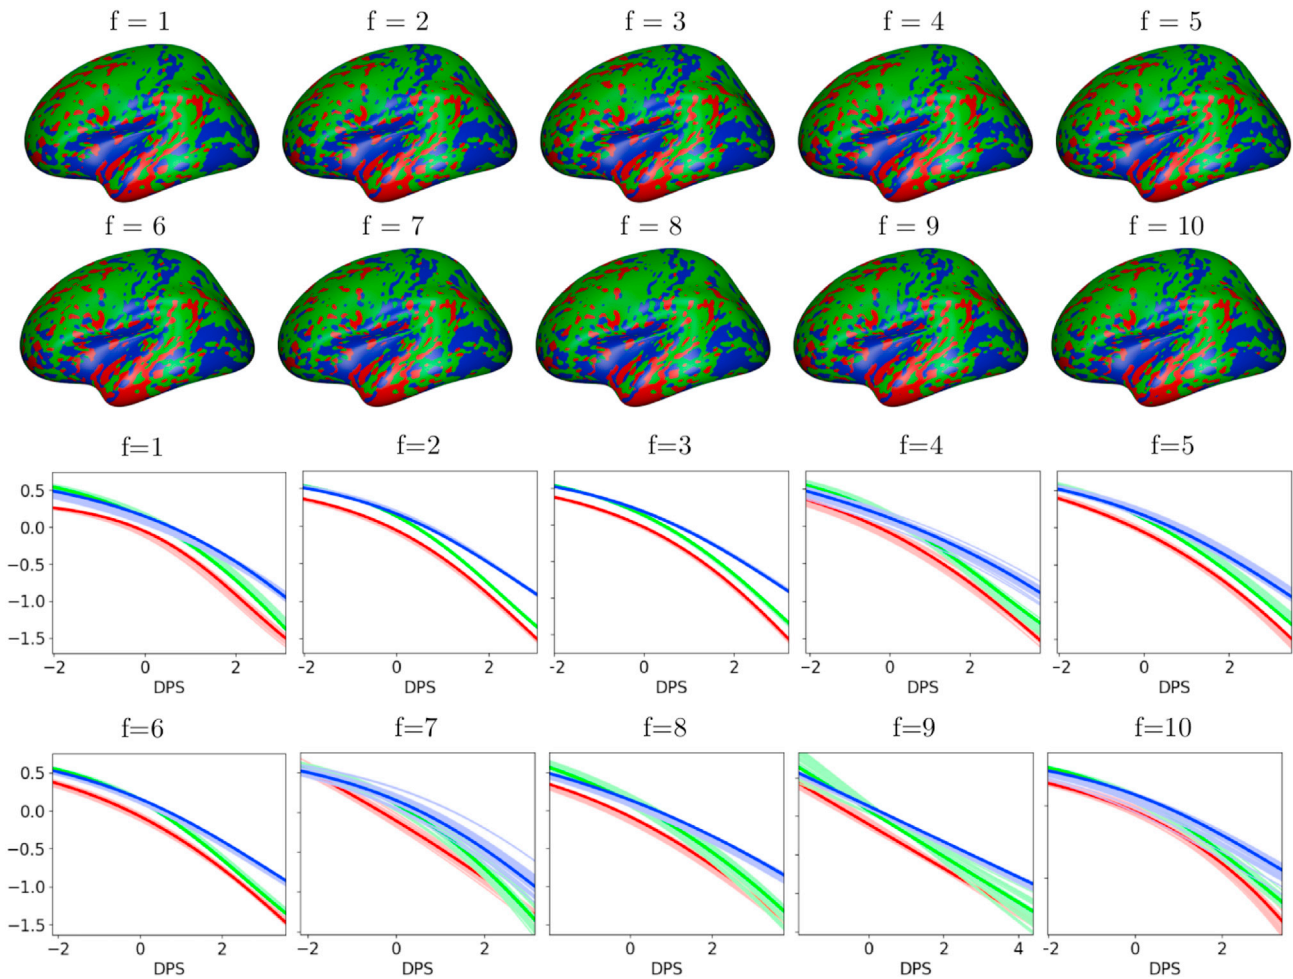 f = 1 f = 2 f = 3 f = 4 f = 5
f = 6 f = 7 f = 8 f = 9 f = 10
f=1 f=2 f=3 f=4 f=5
0.5
0.0
−0.5
−1.0
−1.5
−2 0 2 −2 0 2 −2 0 2 −2 0 2 −2 0 2
DPS DPS DPS DPS DPS
f=6 f=7 f=8 f=9 f=10
0.5
0.0
−0.5
−1.0
−1.5
−2 0 2 −2 0 2 −2 0 2 0 2 4 −2 0 2
DPS DPS DPS DPS DPS